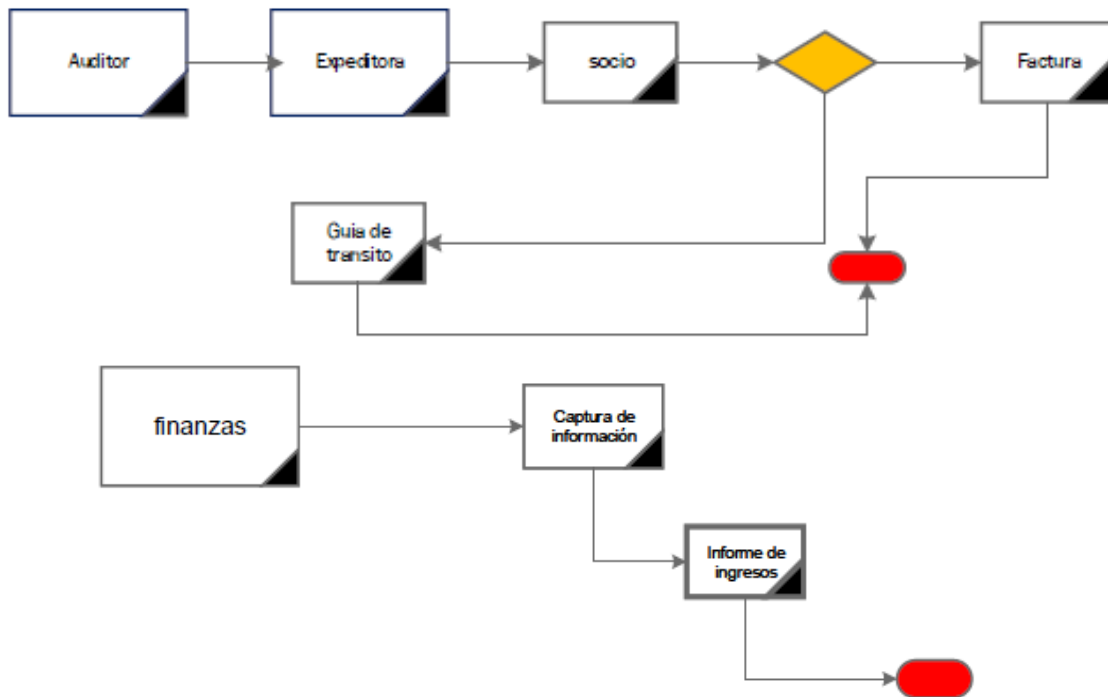 Auditor
Expeditora
socio
Factura
Guia de
transito
finanzas
Captura de
información
Informe de
ingresos